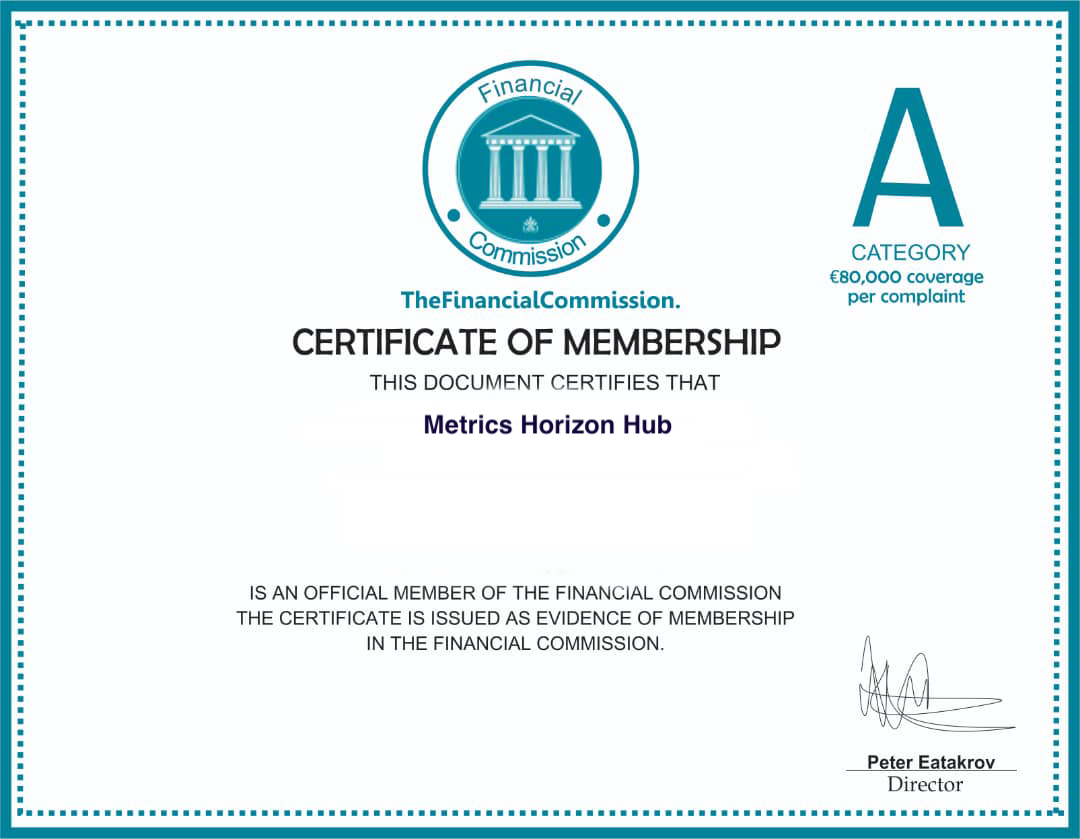 Financial
Commission
TheFinancialCommission.
A
CATEGORY
€80,000 coverage
per complaint
CERTIFICATE OF MEMBERSHIP
THIS DOCUMENT CERTIFIES THAT
Metrics Horizon Hub
IS AN OFFICIAL MEMBER OF THE FINANCIAL COMMISSION
THE CERTIFICATE IS ISSUED AS EVIDENCE OF MEMBERSHIP
IN THE FINANCIAL COMMISSION.
Peter Eatakrov
Director